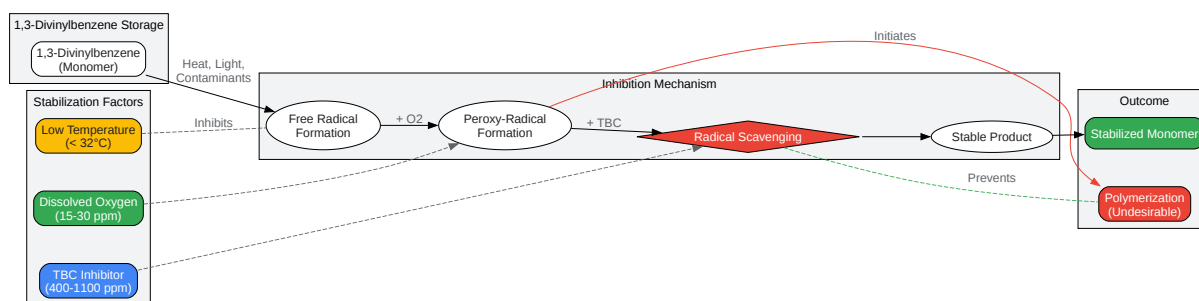 1,3-Divinylbenzene Storage
1,3-Divinylbenzene
(Monomer)
Heat, Light,
Contaminants
Stabilization Factors
Low Temperature
(< 32°C)
Dissolved Oxygen
(15-30 ppm)
TBC Inhibitor
(400-1100 ppm)
Inhibits
Inhibition Mechanism
Free Radical
Formation
+ O2
Peroxy-Radical
Formation
+ TBC
Radical Scavenging
Stable Product
Initiates
Prevents
Outcome
Stabilized Monomer
Polymerization
(Undesirable)